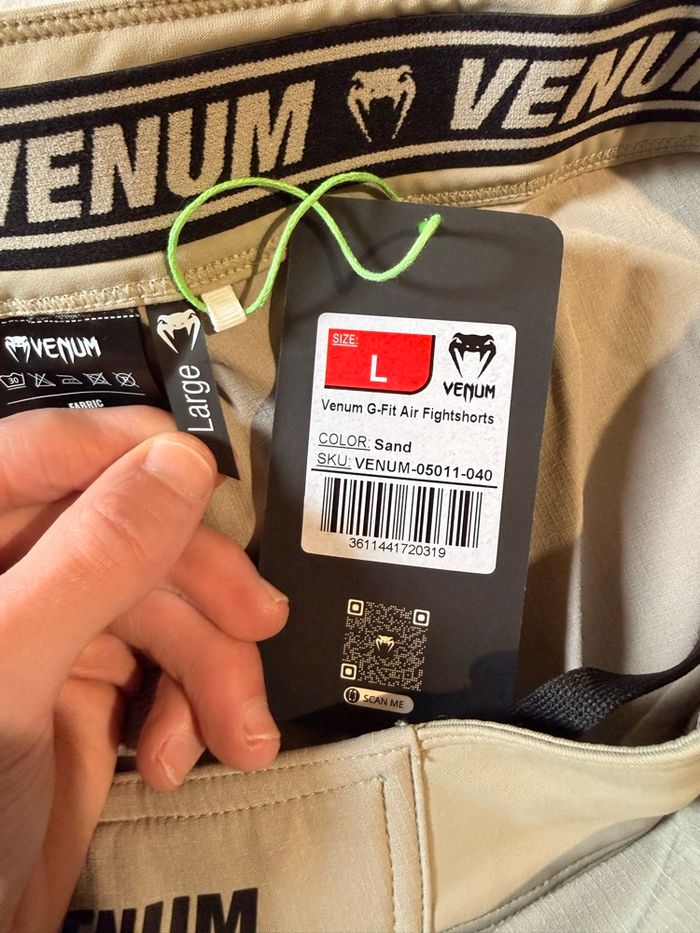 VENUM VENUM
VENUM
30
FABRIC
Large
SIZE:
L
VENUM
Venum G-Fit Air Fightshorts
COLOR: Sand
SKU: VENUM-05011-040
3611441720319
SCAN ME
VENUM